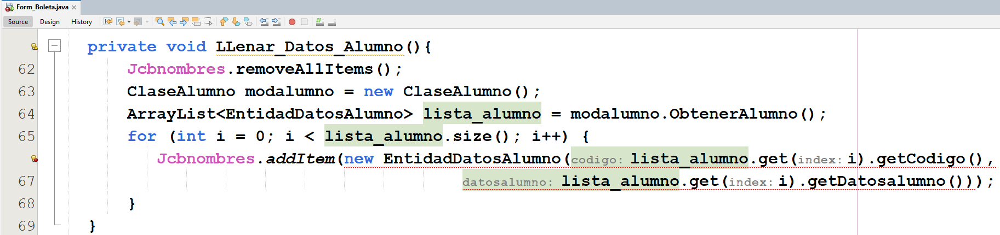 Form_Boleta.java
Source Design History
private void LLenar_Datos_Alumno(){
62 Jcbnombres.removeAllItems();
63 ClaseAlumno modalumno = new ClaseAlumno();
64 ArrayList<EntidadDatosAlumno> lista_alumno = modalumno.ObtenerAlumno();
65 for (int i = 0; i < lista_alumno.size(); i++) {
Jcbnombres.addItem(new EntidadDatosAlumno(codigo: lista_alumno.get(index: i).getCodigo(),
67 datosalumno: lista_alumno.get(index: i).getDatosalumno()));
68 }
69 }